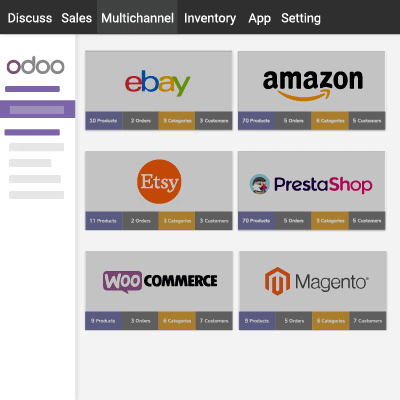 Discuss Sales Multichannel Inventory App Setting
odoo
ebay
10 Products 2 Orders 3 Categories 3 Customers
amazon
70 Products 5 Orders 6 Categories 5 Customers
Etsy
11 Products 2 Orders 3 Categories 3 Customers
PrestaShop
70 Products 5 Orders 6 Categories 5 Customers
WOO COMMERCE
9 Products 3 Orders 6 Categories 7 Customers
Magento
9 Products 5 Orders Categories 7 Customers